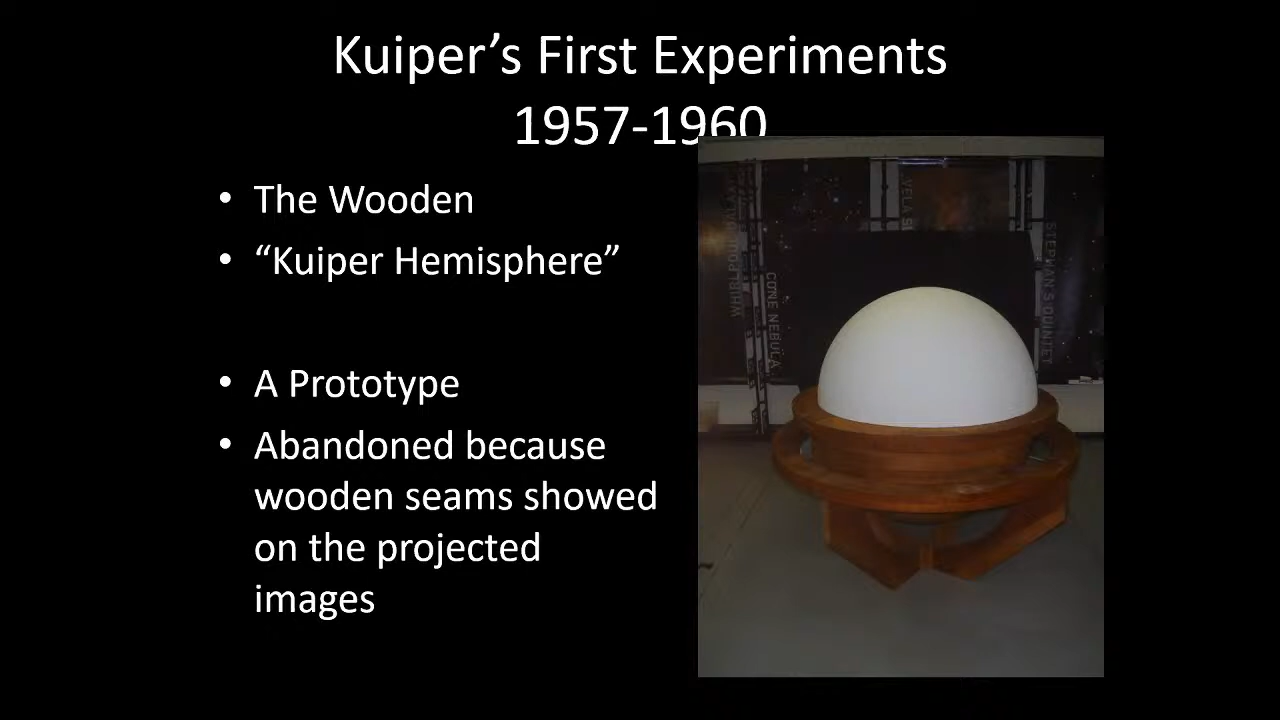 Kuiper’s First Experiments
1957-1960
• The Wooden
• “Kuiper Hemisphere”
• A Prototype
• Abandoned because
wooden seams showed
on the projected
images
WHIRLPOOL GALAXY
CONE NEBULA
VELA S
STEPHAN'S QUINTET